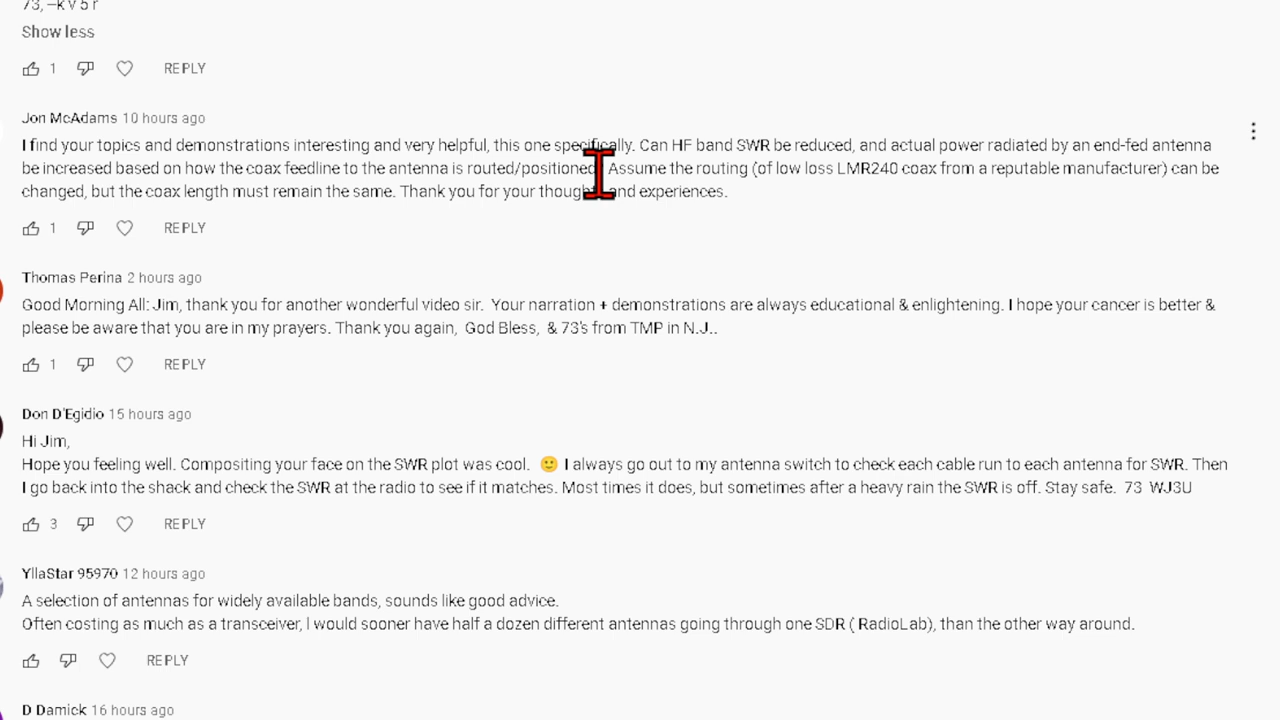 73, –k v 5 r
Show less
1 REPLY
Jon McAdams 10 hours ago
I find your topics and demonstrations interesting and very helpful, this one specifically. Can HF band SWR be reduced, and actual power radiated by an end-fed antenna
be increased based on how the coax feedline to the antenna is routed/positioned Assume the routing (of low loss LMR240 coax from a reputable manufacturer) can be
changed, but the coax length must remain the same. Thank you for your thoughts and experiences.
1 REPLY
Thomas Perina 2 hours ago
Good Morning All: Jim, thank you for another wonderful video sir. Your narration + demonstrations are always educational & enlightening. I hope your cancer is better &
please be aware that you are in my prayers. Thank you again, God Bless, & 73's from TMP in N.J..
1 REPLY
Don D'Egidio 15 hours ago
Hi Jim,
Hope you feeling well. Compositing your face on the SWR plot was cool. 🙂 I always go out to my antenna switch to check each cable run to each antenna for SWR. Then
I go back into the shack and check the SWR at the radio to see if it matches. Most times it does, but sometimes after a heavy rain the SWR is off. Stay safe. 73 WJ3U
3 REPLY
YllaStar 95970 12 hours ago
A selection of antennas for widely available bands, sounds like good advice.
Often costing as much as a transceiver, I would sooner have half a dozen different antennas going through one SDR ( RadioLab), than the other way around.
REPLY
D Damick 16 hours ago